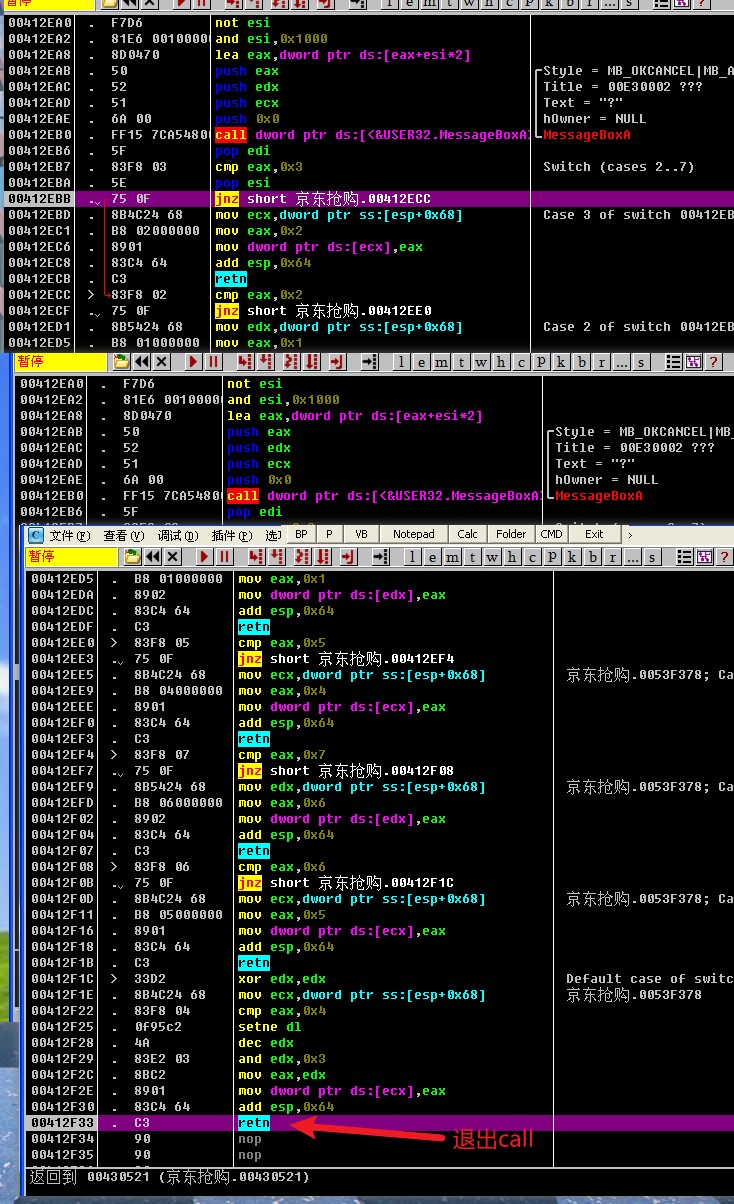 暂停 l e m t w h c P k b r ... s ?
00412EA0 . F7D6 not esi
00412EA2 . 81E6 00100000 and esi,0x1000
00412EA8 . 8D0470 lea eax,dword ptr ds:[eax+esi*2]
00412EAB . 50 push eax ┌Style = MB_OKCANCEL|MB_A
00412EAC . 52 push edx │Title = 00E30002 ???
00412EAD . 51 push ecx │Text = "?"
00412EAE . 6A 00 push 0x0 │hOwner = NULL
00412EB0 . FF15 7CA54800 call dword ptr ds:[<&USER32.MessageBoxA> └MessageBoxA
00412EB6 . 5F pop edi
00412EB7 . 83F8 03 cmp eax,0x3 Switch (cases 2..7)
00412EBA . 5E pop esi
00412EBB . 75 0F jnz short 京东抢购.00412ECC
00412EBD . 8B4C24 68 mov ecx,dword ptr ss:[esp+0x68] Case 3 of switch 00412EB
00412EC1 . B8 02000000 mov eax,0x2
00412EC6 . 8901 mov dword ptr ds:[ecx],eax
00412EC8 . 83C4 64 add esp,0x64
00412ECB . C3 retn
00412ECC > 83F8 02 cmp eax,0x2
00412ECF . 75 0F jnz short 京东抢购.00412EE0
00412ED1 . 8B5424 68 mov edx,dword ptr ss:[esp+0x68] Case 2 of switch 00412EB
00412ED5 . B8 01000000 mov eax,0x1
暂停 l e m t w h c P k b r ... s ?
00412EA0 . F7D6 not esi
00412EA2 . 81E6 00100000 and esi,0x1000
00412EA8 . 8D0470 lea eax,dword ptr ds:[eax+esi*2]
00412EAB . 50 push eax ┌Style = MB_OKCANCEL|MB_
00412EAC . 52 push edx │Title = 00E30002 ???
00412EAD . 51 push ecx │Text = "?"
00412EAE . 6A 00 push 0x0 │hOwner = NULL
00412EB0 . FF15 7CA54800 call dword ptr ds:[<&USER32.MessageBoxA> └MessageBoxA
00412EB6 . 5F pop edi
C 文件(F) 查看(V) 调试(D) 插件(P) 选 BP P VB Notepad Calc Folder CMD Exit ›
暂停 l e m t w h c P k b r ... s ?
00412ED5 . B8 01000000 mov eax,0x1
00412EDA . 8902 mov dword ptr ds:[edx],eax
00412EDC . 83C4 64 add esp,0x64
00412EDF . C3 retn
00412EE0 > 83F8 05 cmp eax,0x5
00412EE3 . 75 0F jnz short 京东抢购.00412EF4
00412EE5 . 8B4C24 68 mov ecx,dword ptr ss:[esp+0x68] 京东抢购.0053F378; Ca
00412EE9 . B8 04000000 mov eax,0x4
00412EEE . 8901 mov dword ptr ds:[ecx],eax
00412EF0 . 83C4 64 add esp,0x64
00412EF3 . C3 retn
00412EF4 > 83F8 07 cmp eax,0x7
00412EF7 . 75 0F jnz short 京东抢购.00412F08
00412EF9 . 8B5424 68 mov edx,dword ptr ss:[esp+0x68] 京东抢购.0053F378; Ca
00412EFD . B8 06000000 mov eax,0x6
00412F02 . 8902 mov dword ptr ds:[edx],eax
00412F04 . 83C4 64 add esp,0x64
00412F07 . C3 retn
00412F08 > 83F8 06 cmp eax,0x6
00412F0B . 75 0F jnz short 京东抢购.00412F1C
00412F0D . 8B4C24 68 mov ecx,dword ptr ss:[esp+0x68] 京东抢购.0053F378; Ca
00412F11 . B8 05000000 mov eax,0x5
00412F16 . 8901 mov dword ptr ds:[ecx],eax
00412F18 . 83C4 64 add esp,0x64
00412F1B . C3 retn
00412F1C > 33D2 xor edx,edx Default case of switc
00412F1E . 8B4C24 68 mov ecx,dword ptr ss:[esp+0x68] 京东抢购.0053F378
00412F22 . 83F8 04 cmp eax,0x4
00412F25 . 0F95C2 setne dl
00412F28 . 4A dec edx
00412F29 . 83E2 03 and edx,0x3
00412F2C . 8BC2 mov eax,edx
00412F2E . 8901 mov dword ptr ds:[ecx],eax
00412F30 . 83C4 64 add esp,0x64
00412F33 . C3 retn
00412F34 90 nop
退出call
00412F35 90 nop
返回到 00430521 (京东抢购.00430521)